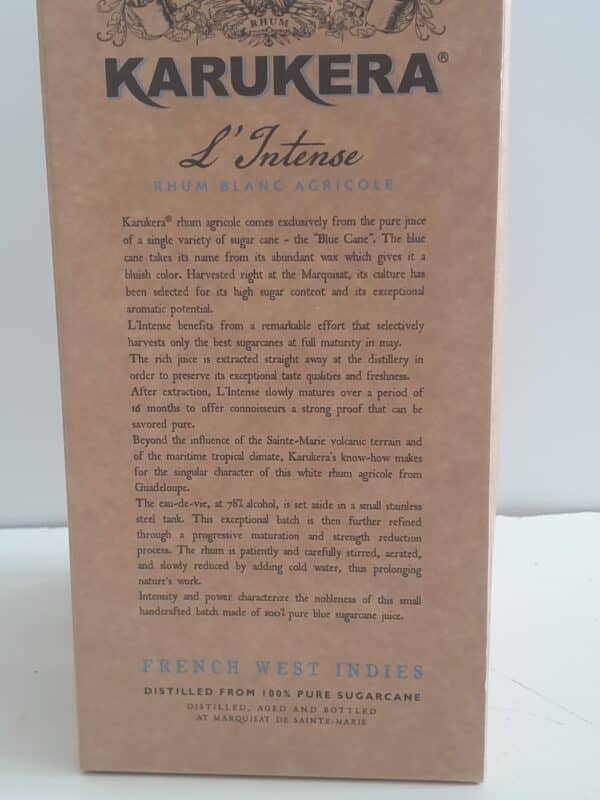 RHUM
KARUKERA®
L'Intense
RHUM BLANC AGRICOLE
Karukera® rhum agricole comes exclusively from the pure juice
of a single variety of sugar cane - the "Blue Cane". The blue
cane takes its name from its abundant wax which gives it a
bluish color. Harvested right at the Marquisat, its culture has
been selected for its high sugar content and its exceptional
aromatic potential.
L'Intense benefits from a remarkable effort that selectively
harvests only the best sugarcanes at full maturity in may.
The rich juice is extracted straight away at the distillery in
order to preserve its exceptional taste qualities and freshness.
After extraction, L'Intense slowly matures over a period of
16 months to offer connoisseurs a strong proof that can be
savored pure.
Beyond the influence of the Sainte-Marie volcanic terrain and
of the maritime tropical climate, Karukera's know-how makes
for the singular character of this white rhum agricole from
Guadeloupe.
The eau-de-vie, at 78% alcohol, is set aside in a small stainless
steel tank. This exceptional batch is then further refined
through a progressive maturation and strength reduction
process. The rhum is patiently and carefully stirred, aerated,
and slowly reduced by adding cold water, thus prolonging
nature's work.
Intensity and power characterize the nobleness of this small
handcrafted batch made of 100% pure blue sugarcane juice.
FRENCH WEST INDIES
DISTILLED FROM 100% PURE SUGARCANE
DISTILLED, AGED AND BOTTLED
AT MARQUISAT DE SAINTE-MARIE